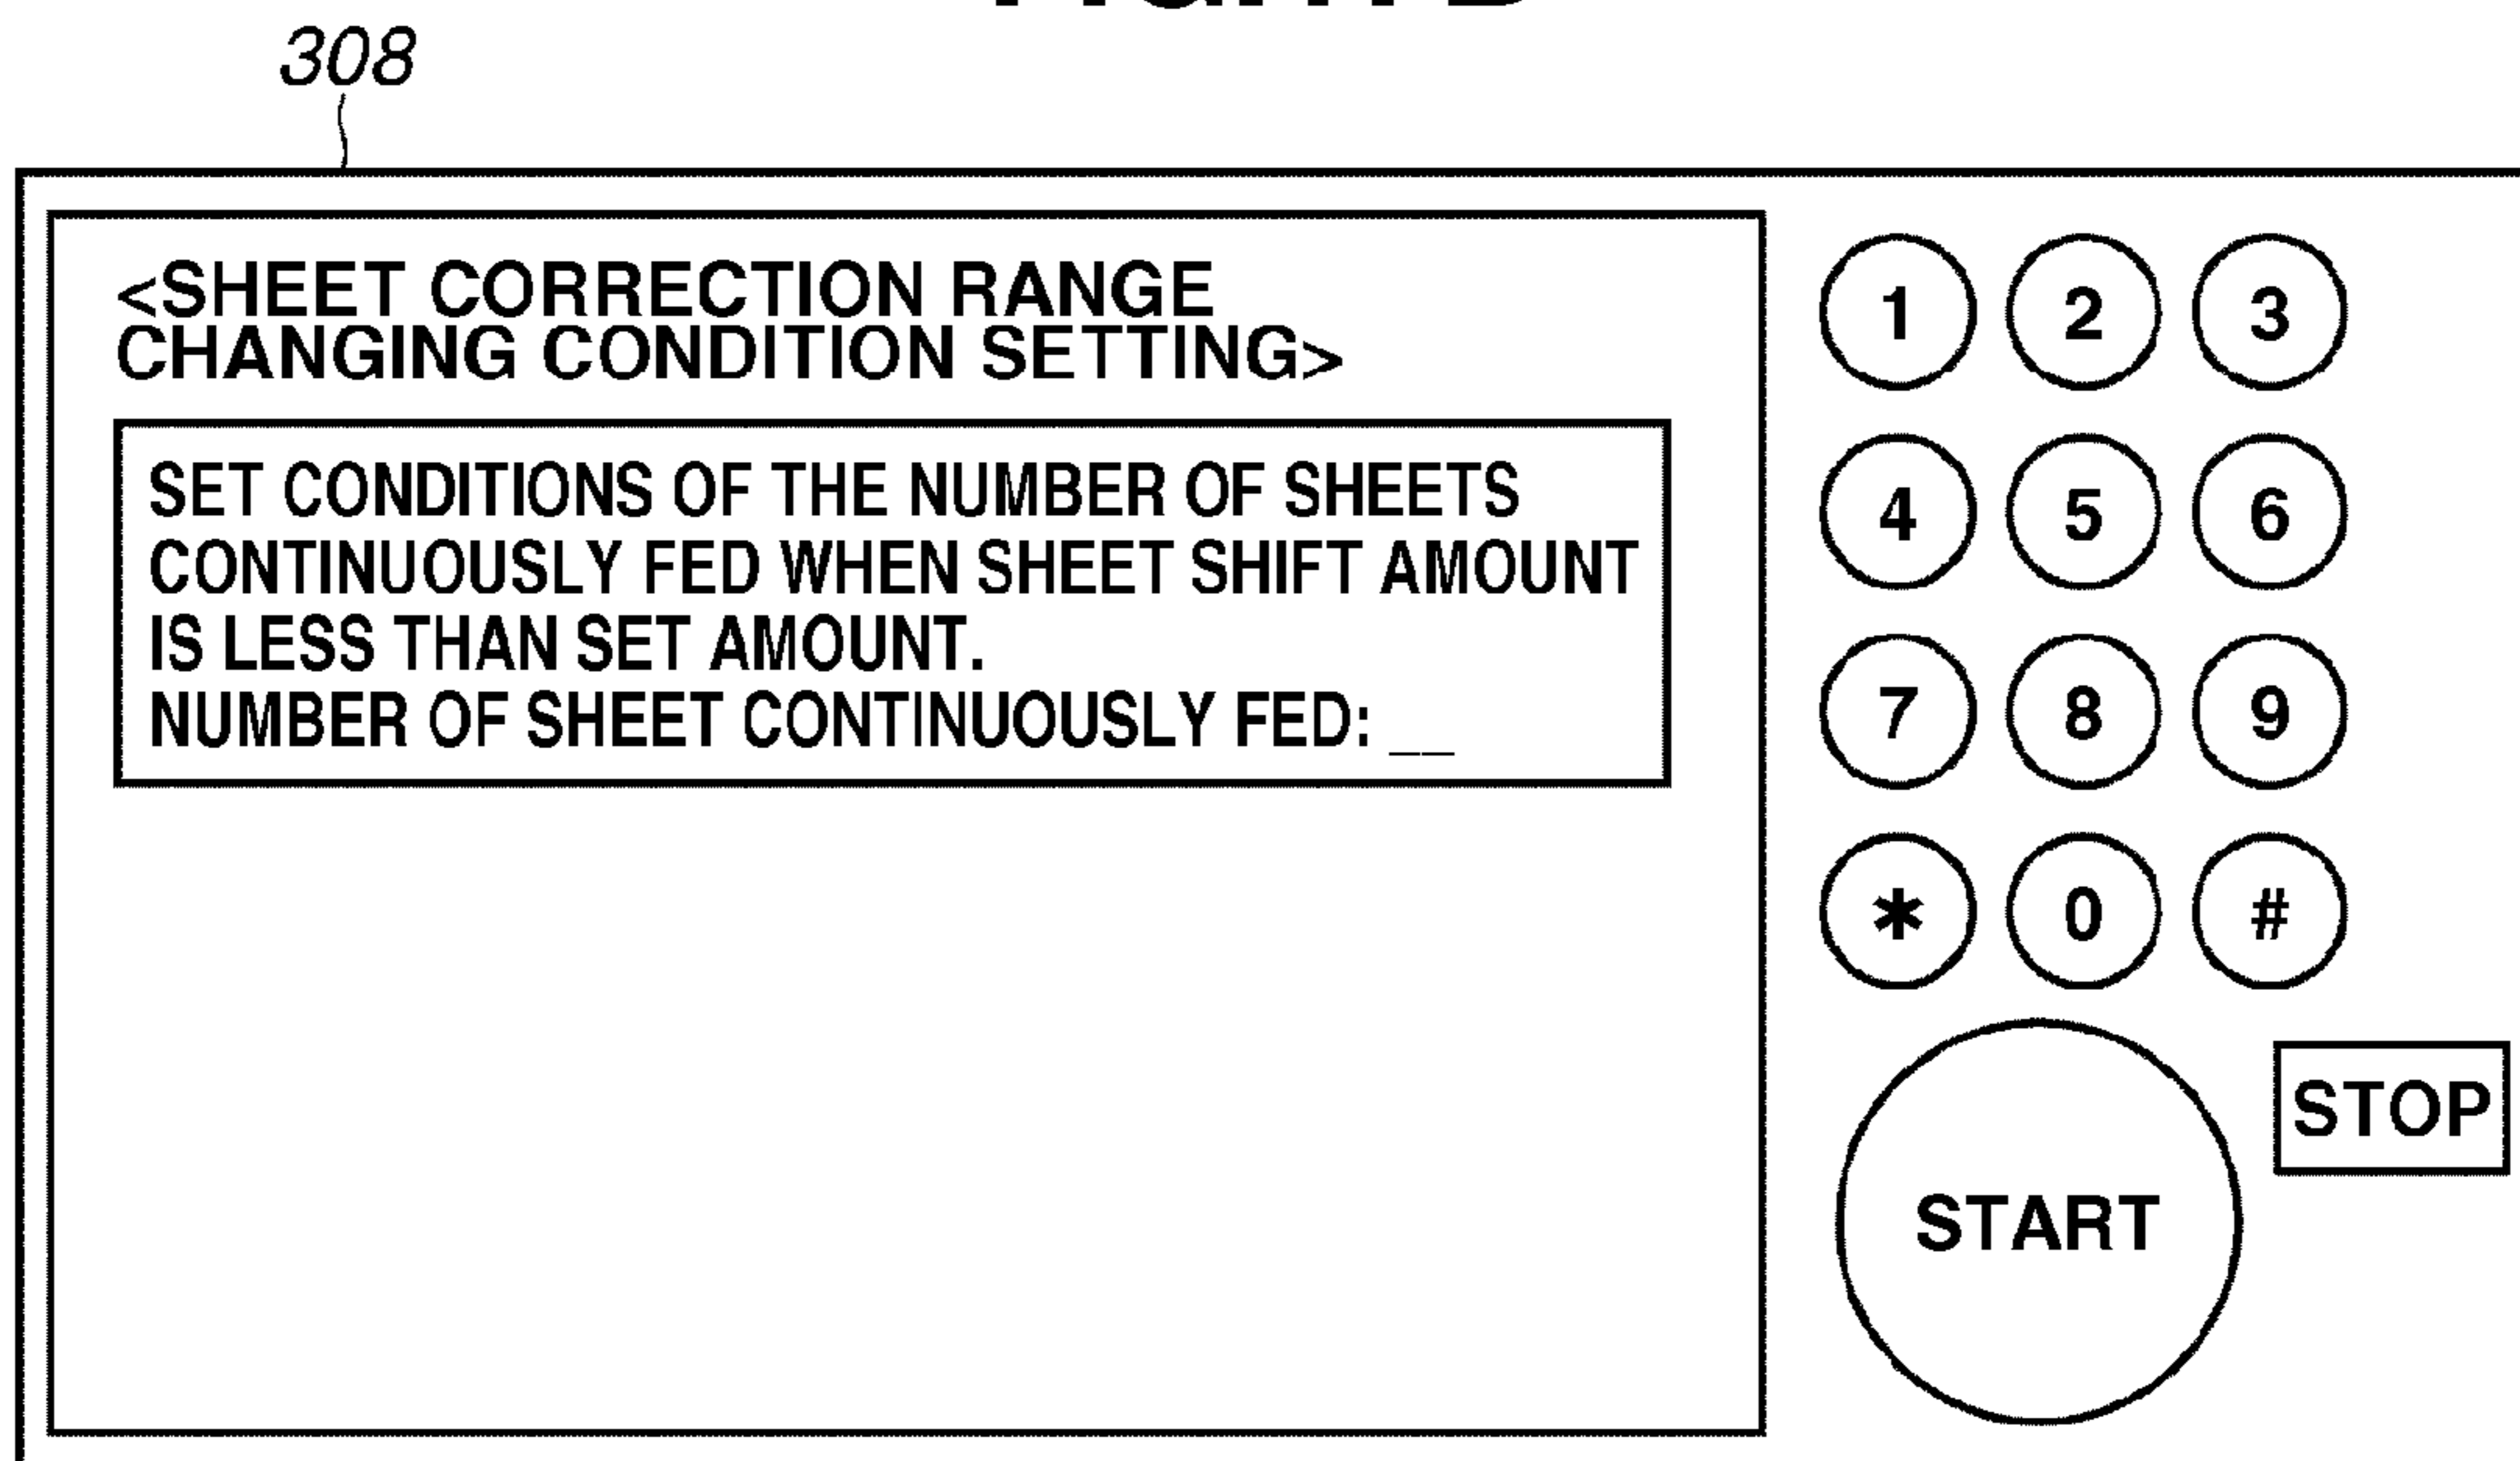 308
<SHEET CORRECTION RANGE
CHANGING CONDITION SETTING>
SET CONDITIONS OF THE NUMBER OF SHEETS
CONTINUOUSLY FED WHEN SHEET SHIFT AMOUNT
IS LESS THAN SET AMOUNT.
NUMBER OF SHEET CONTINUOUSLY FED: __
1 2 3
4 5 6
7 8 9
* 0 #
STOP
START